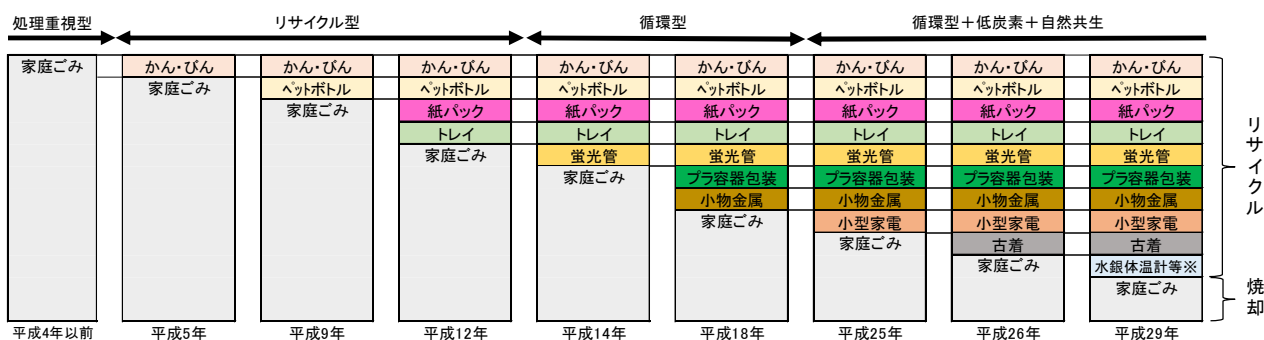 処理重視型 リサイクル型 循環型 循環型＋低炭素＋自然共生
家庭ごみ かん・びん かん・びん かん・びん かん・びん かん・びん かん・びん かん・びん かん・びん
家庭ごみ ペットボトル ペットボトル ペットボトル ペットボトル ペットボトル ペットボトル ペットボトル
家庭ごみ 紙パック 紙パック 紙パック 紙パック 紙パック 紙パック
トレイ トレイ トレイ トレイ トレイ トレイ
家庭ごみ 蛍光管 蛍光管 蛍光管 蛍光管 蛍光管
家庭ごみ プラ容器包装 プラ容器包装 プラ容器包装 プラ容器包装
小物金属 小物金属 小物金属 小物金属
家庭ごみ 小型家電 小型家電 小型家電
家庭ごみ 古着 古着
家庭ごみ 水銀体温計等※
家庭ごみ
リサイクル
焼却
平成4年以前 平成5年 平成9年 平成12年 平成14年 平成18年 平成25年 平成26年 平成29年